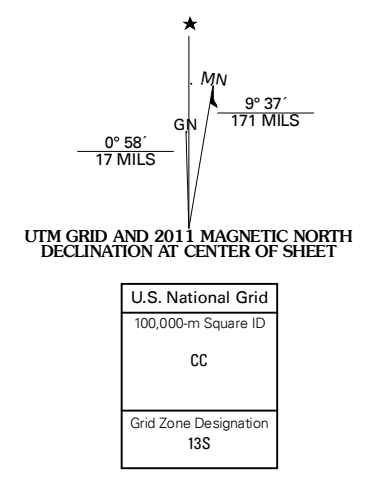 MN
9° 37´
171 MILS
GN
0° 58´
17 MILS
UTM GRID AND 2011 MAGNETIC NORTH
DECLINATION AT CENTER OF SHEET
U.S. National Grid
100,000-m Square ID
CC
Grid Zone Designation
13S